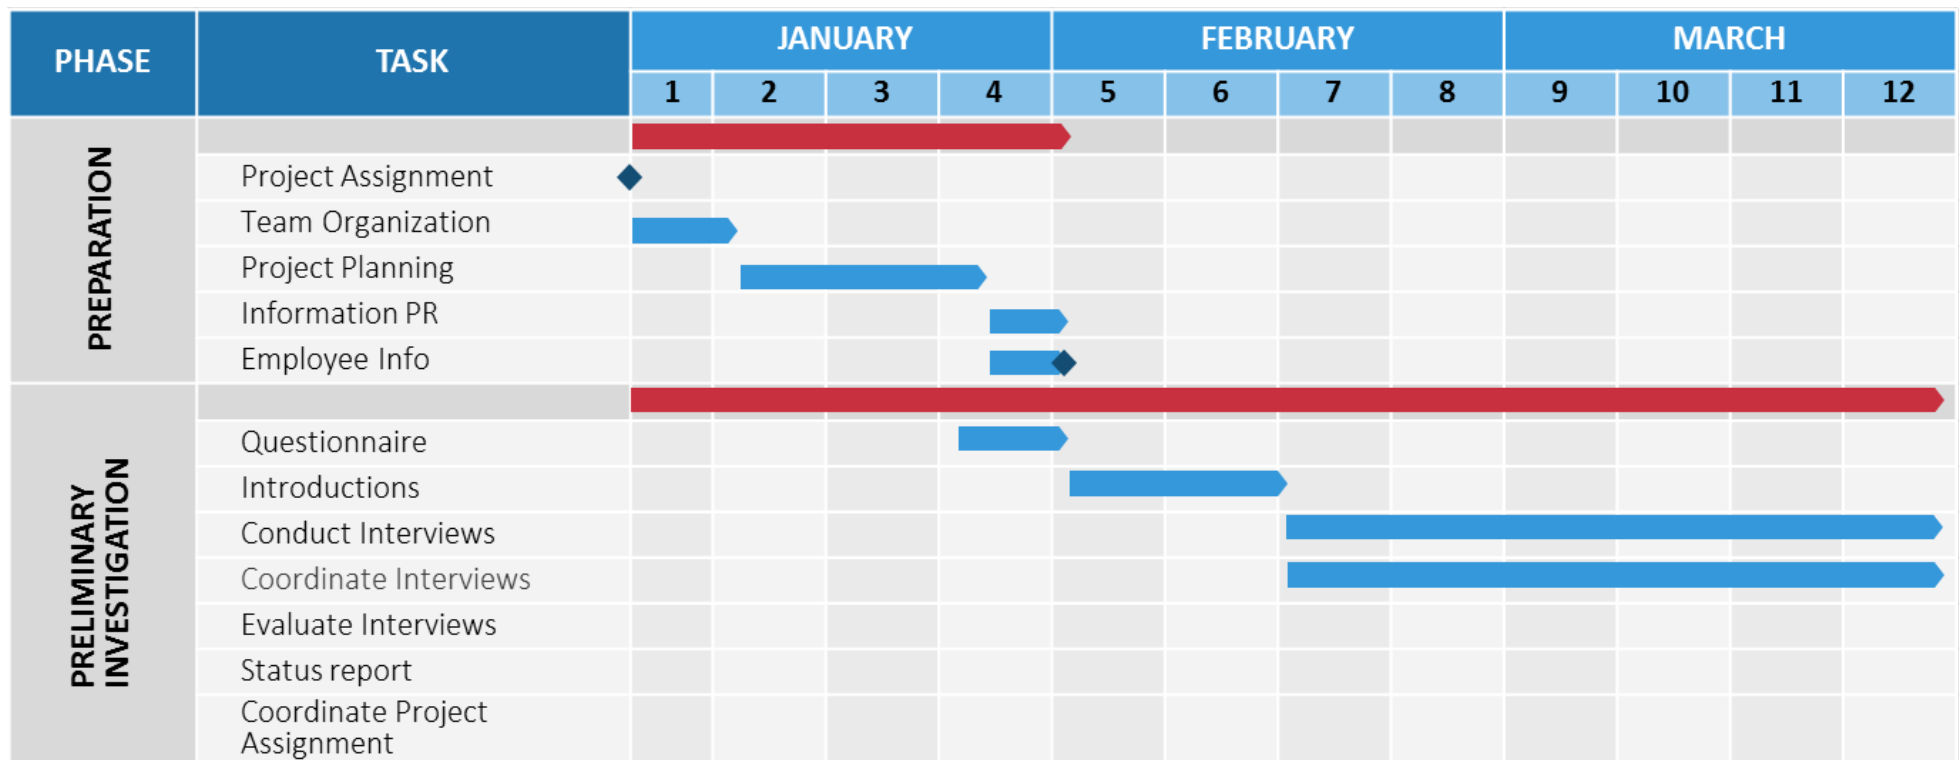 PHASE TASK JANUARY FEBRUARY MARCH
1 2 3 4 5 6 7 8 9 10 11 12
PREPARATION
Project Assignment
Team Organization
Project Planning
Information PR
Employee Info
PRELIMINARY
INVESTIGATION
Questionnaire
Introductions
Conduct Interviews
Coordinate Interviews
Evaluate Interviews
Status report
Coordinate Project
Assignment